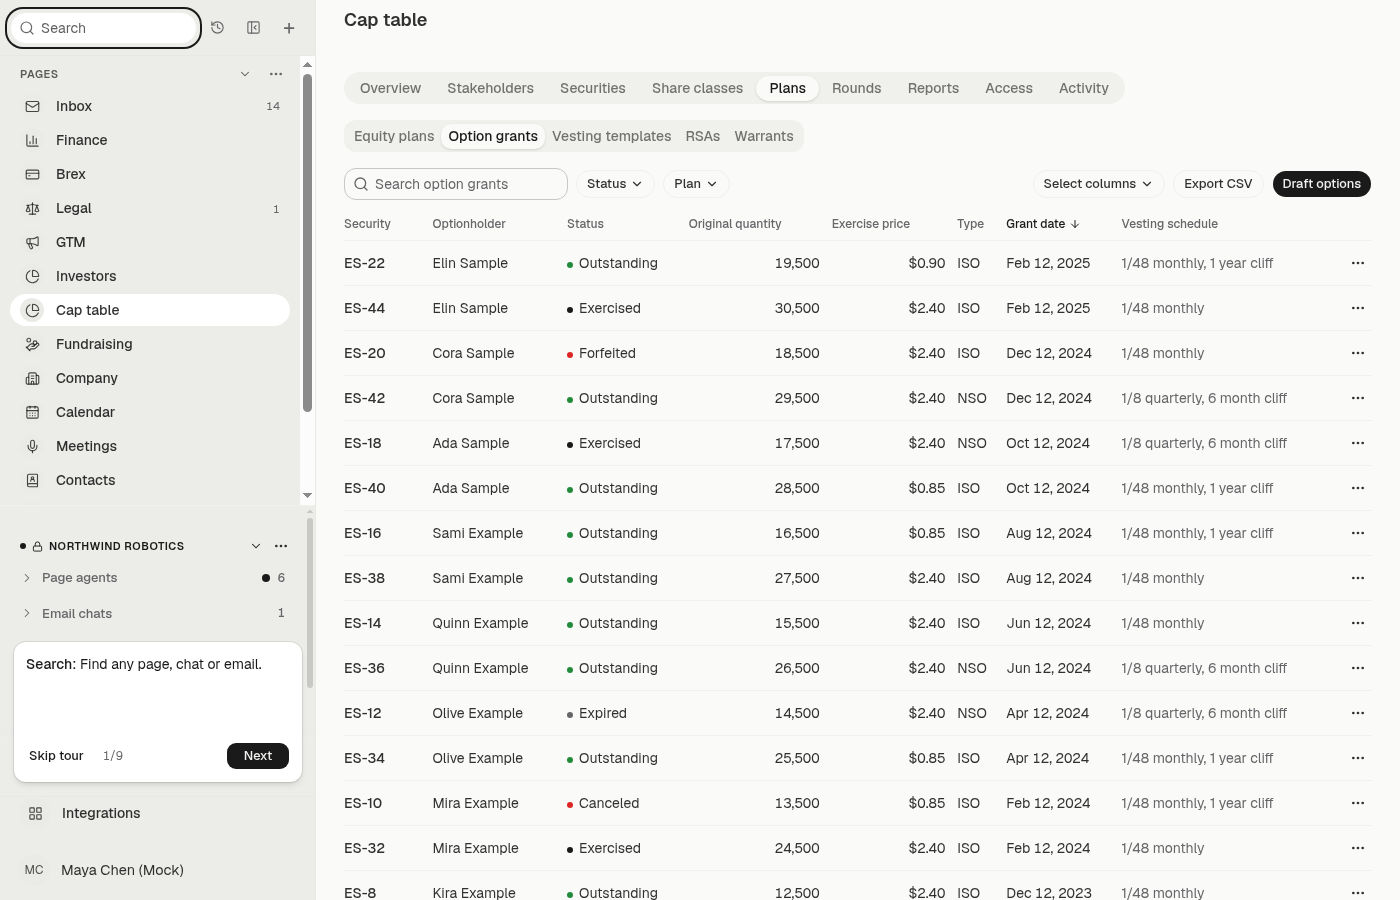 Search
PAGES
Inbox 14
Finance
Brex
Legal 1
GTM
Investors
Cap table
Fundraising
Company
Calendar
Meetings
Contacts
NORTHWIND ROBOTICS
Page agents 6
Email chats 1
Search: Find any page, chat or email.
Skip tour 1/9 Next
Integrations
MC Maya Chen (Mock)
Cap table
Overview Stakeholders Securities Share classes Plans Rounds Reports Access Activity
Equity plans Option grants Vesting templates RSAs Warrants
Search option grants Status Plan Select columns Export CSV Draft options
Security Optionholder Status Original quantity Exercise price Type Grant date Vesting schedule
ES-22 Elin Sample Outstanding 19,500 $0.90 ISO Feb 12, 2025 1/48 monthly, 1 year cliff
ES-44 Elin Sample Exercised 30,500 $2.40 ISO Feb 12, 2025 1/48 monthly
ES-20 Cora Sample Forfeited 18,500 $2.40 ISO Dec 12, 2024 1/48 monthly
ES-42 Cora Sample Outstanding 29,500 $2.40 NSO Dec 12, 2024 1/8 quarterly, 6 month cliff
ES-18 Ada Sample Exercised 17,500 $2.40 NSO Oct 12, 2024 1/8 quarterly, 6 month cliff
ES-40 Ada Sample Outstanding 28,500 $0.85 ISO Oct 12, 2024 1/48 monthly, 1 year cliff
ES-16 Sami Example Outstanding 16,500 $0.85 ISO Aug 12, 2024 1/48 monthly, 1 year cliff
ES-38 Sami Example Outstanding 27,500 $2.40 ISO Aug 12, 2024 1/48 monthly
ES-14 Quinn Example Outstanding 15,500 $2.40 ISO Jun 12, 2024 1/48 monthly
ES-36 Quinn Example Outstanding 26,500 $2.40 NSO Jun 12, 2024 1/8 quarterly, 6 month cliff
ES-12 Olive Example Expired 14,500 $2.40 NSO Apr 12, 2024 1/8 quarterly, 6 month cliff
ES-34 Olive Example Outstanding 25,500 $0.85 ISO Apr 12, 2024 1/48 monthly, 1 year cliff
ES-10 Mira Example Canceled 13,500 $0.85 ISO Feb 12, 2024 1/48 monthly, 1 year cliff
ES-32 Mira Example Exercised 24,500 $2.40 ISO Feb 12, 2024 1/48 monthly
ES-8 Kira Example Outstanding 12,500 $2.40 ISO Dec 12, 2023 1/48 monthly